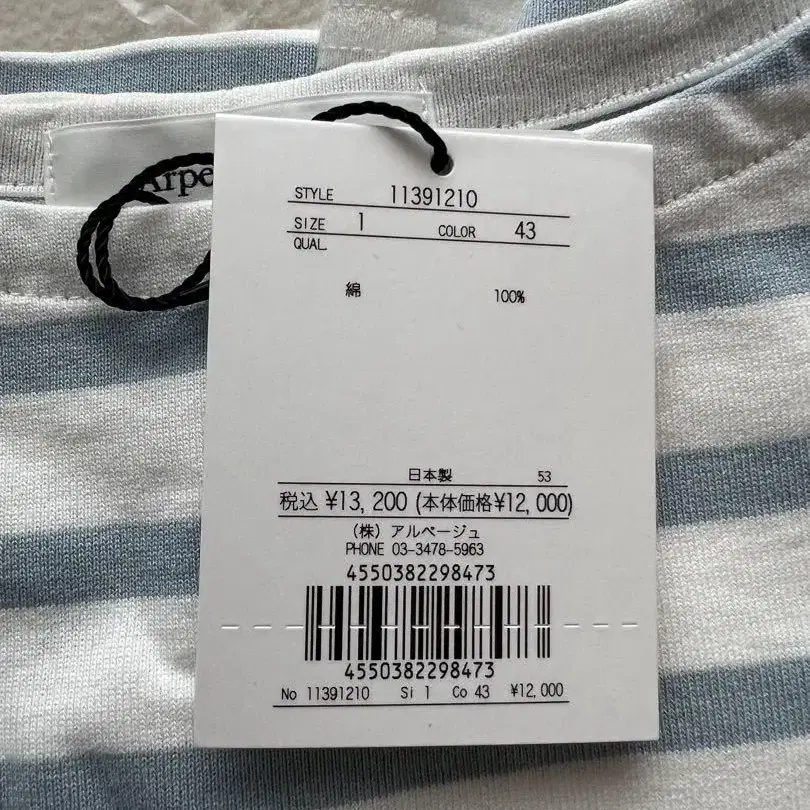 STYLE 11391210
SIZE 1 COLOR 43
QUAL.
綿 100%
日本製 53
税込 ¥13,200 (本体価格¥12,000)
(株) アルページュ
PHONE 03-3478-5963
4550382298473
4550382298473
No 11391210 Si 1 Co 43 ¥12,000